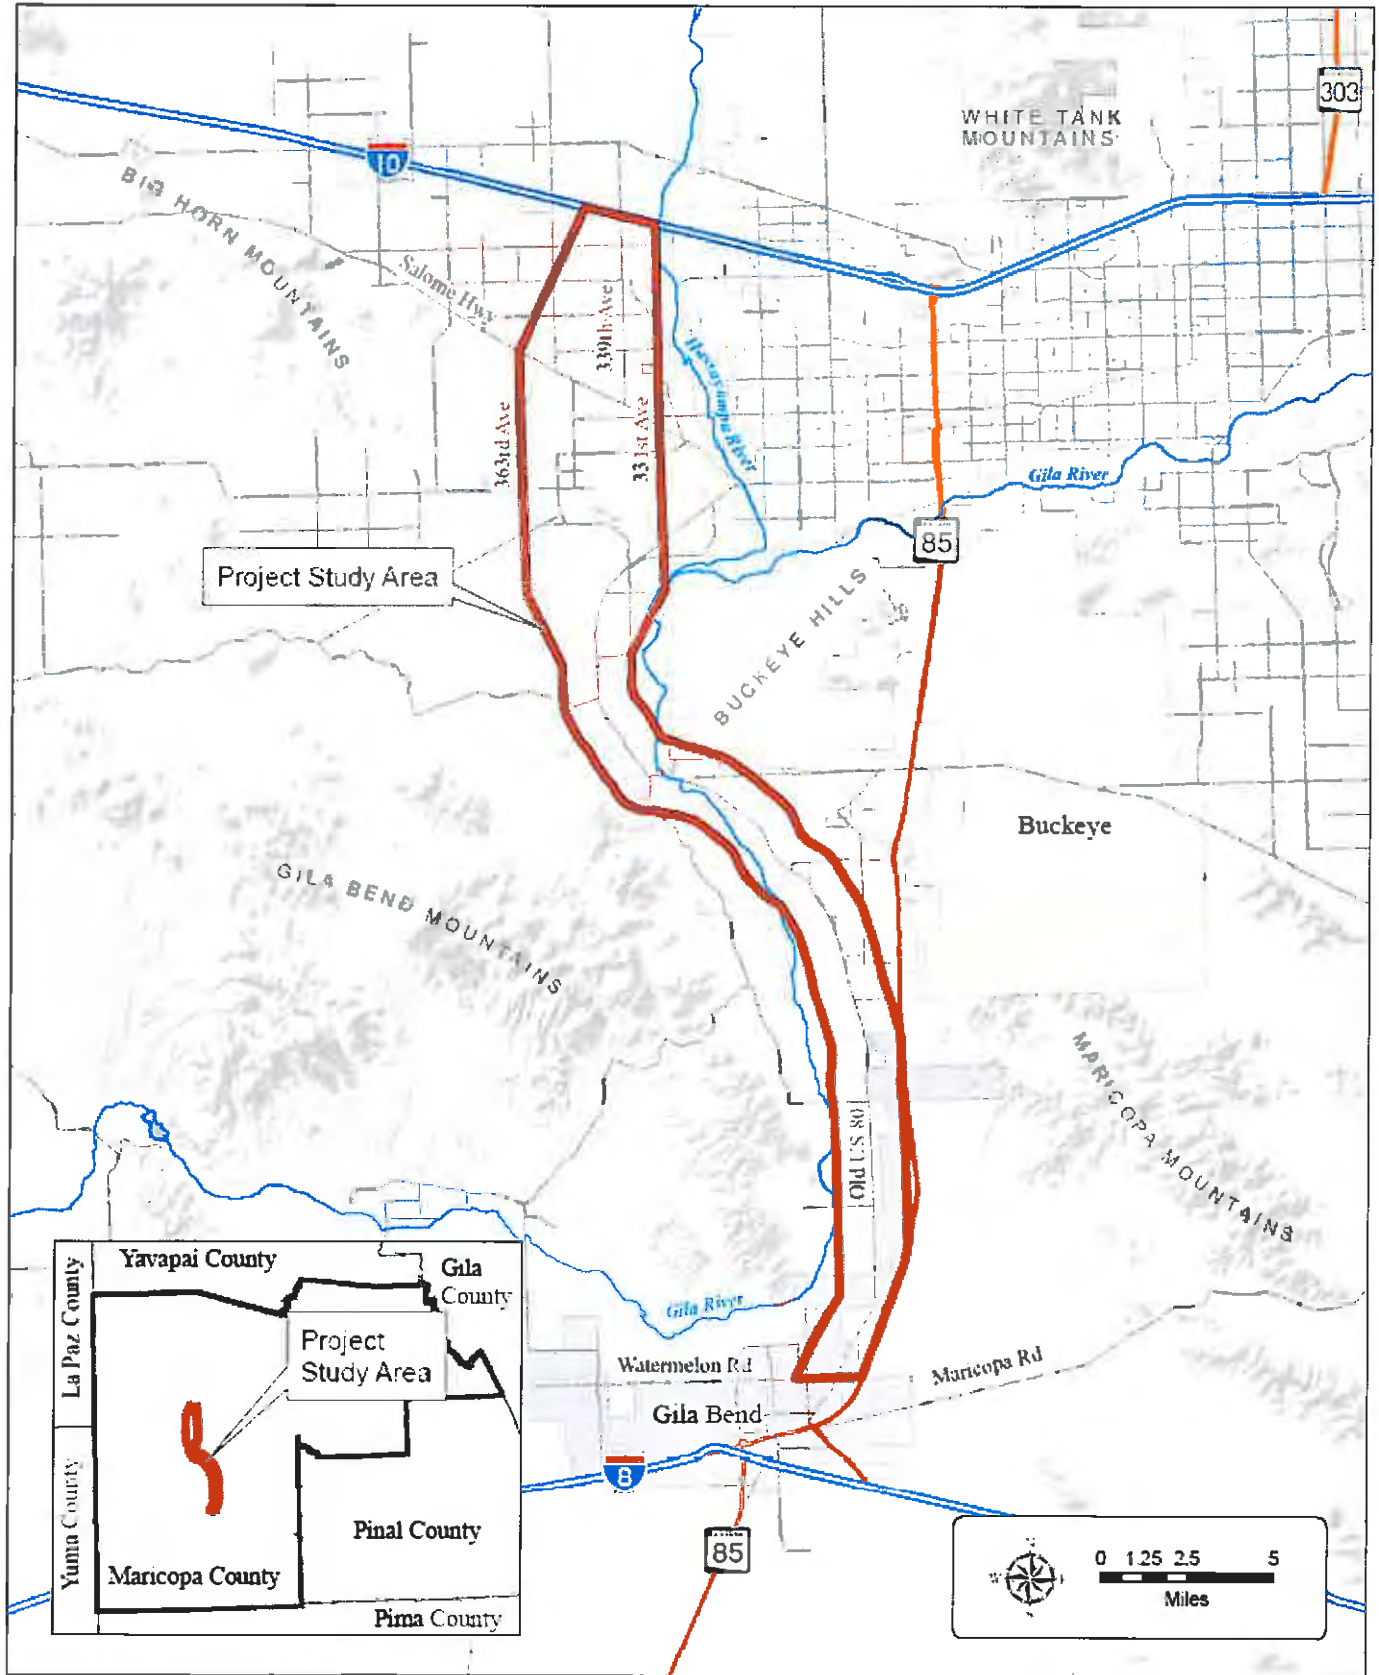 303
WHITE TANK
MOUNTAINS
10
BIG HORN MOUNTAINS
Salome Hwy
339th Ave
Hassayampa River
363rd Ave
331st Ave
Gila River
85
Project Study Area
BUCKEYE HILLS
Buckeye
GILA BEND MOUNTAINS
MARICOPA MOUNTAINS
Old US 80
Yavapai County
Gila
County
La Paz County
Project
Study Area
Gila River
Watermelon Rd
Maricopa Rd
Gila Bend
8
Yuma County
Pinal County
85
Maricopa County
Pima County
W
0 1.25 2.5 5
Miles